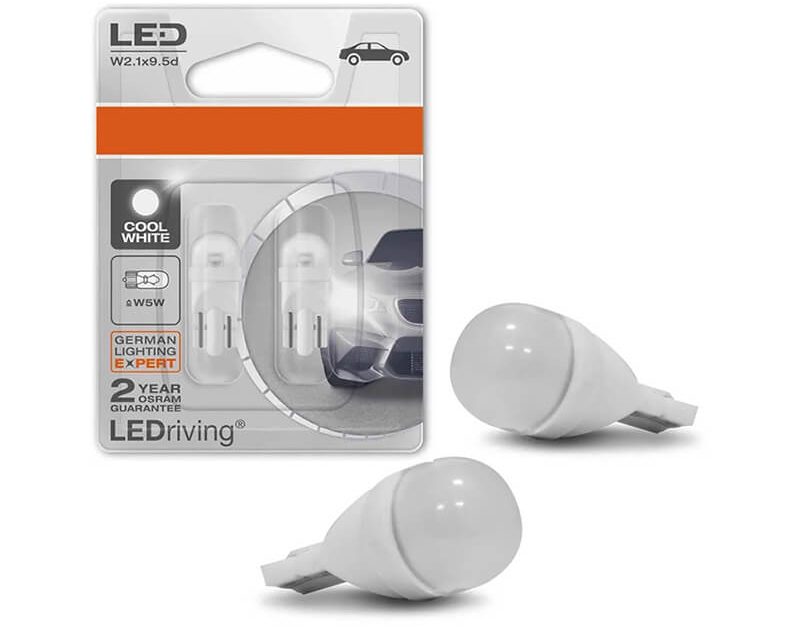 LED
W2.1x9.5d
COOL
WHITE
≙ W5W
GERMAN
LIGHTING
EXPERT
2 YEAR
OSRAM
GUARANTEE
LEDriving®